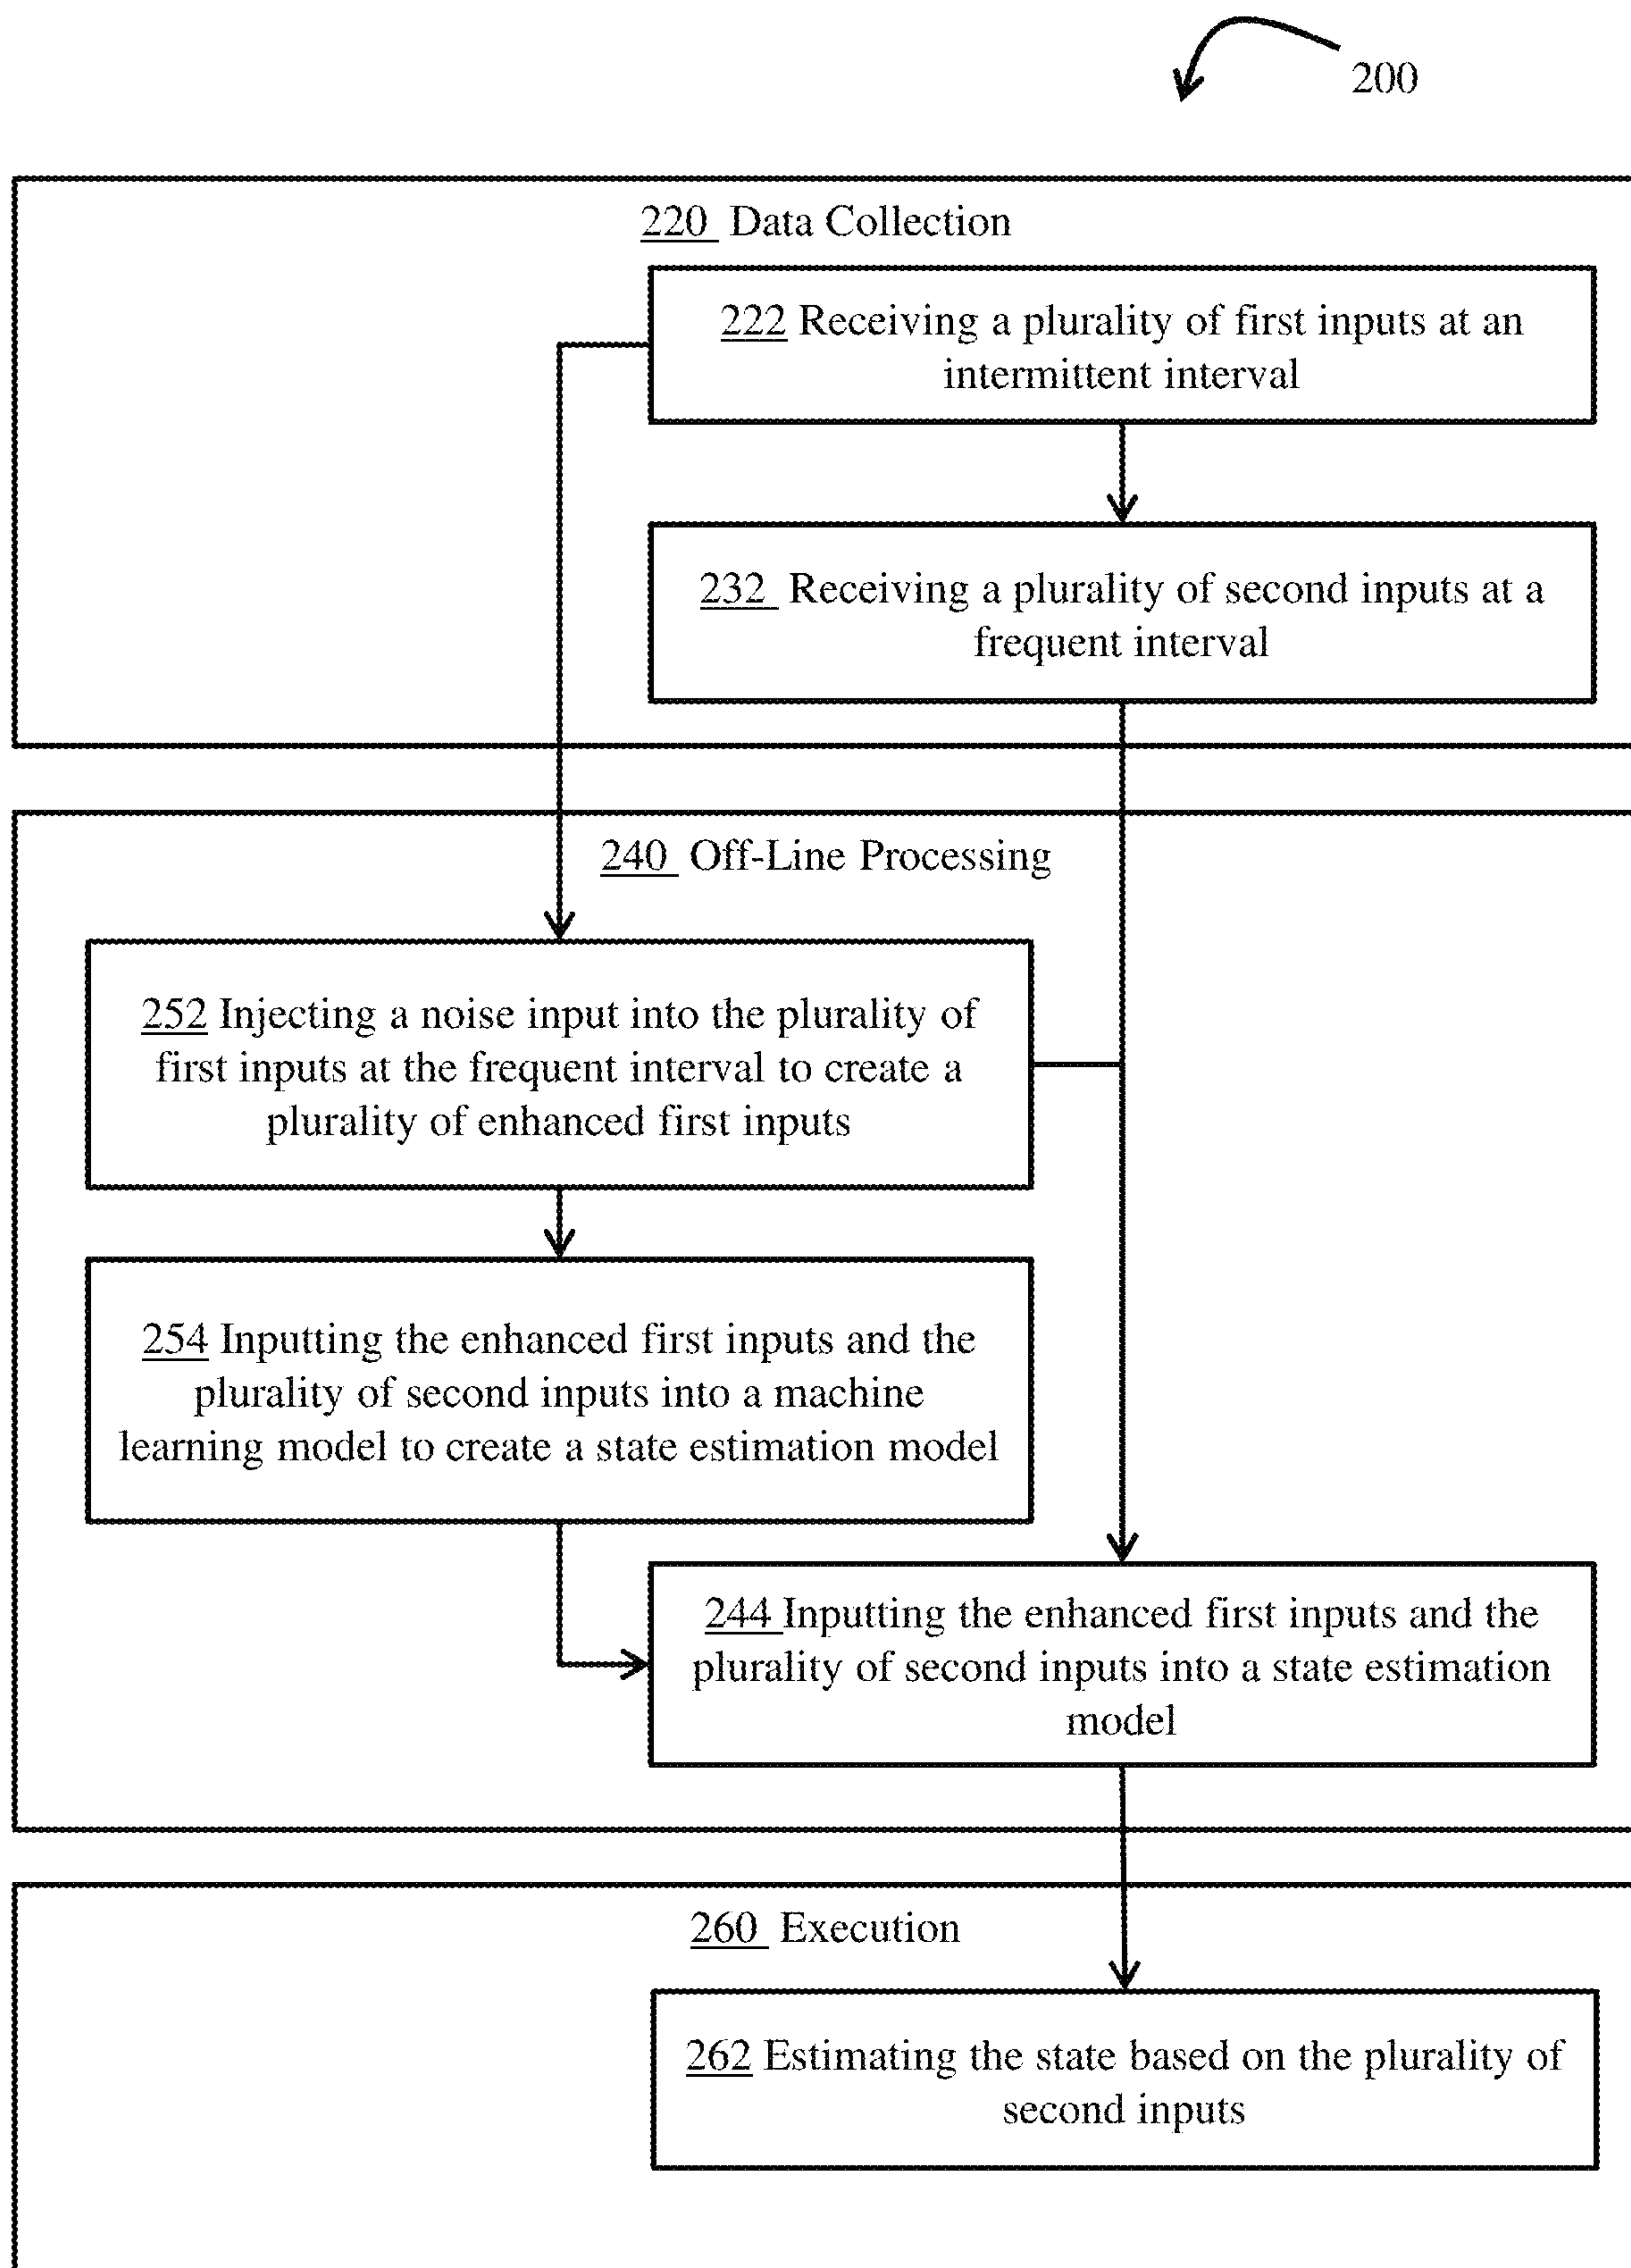 200
220 Data Collection
222 Receiving a plurality of first inputs at an
intermittent interval
232 Receiving a plurality of second inputs at a
frequent interval
240 Off-Line Processing
252 Injecting a noise input into the plurality of
first inputs at the frequent interval to create a
plurality of enhanced first inputs
254 Inputting the enhanced first inputs and the
plurality of second inputs into a machine
learning model to create a state estimation model
244 Inputting the enhanced first inputs and the
plurality of second inputs into a state estimation
model
260 Execution
262 Estimating the state based on the plurality of
second inputs